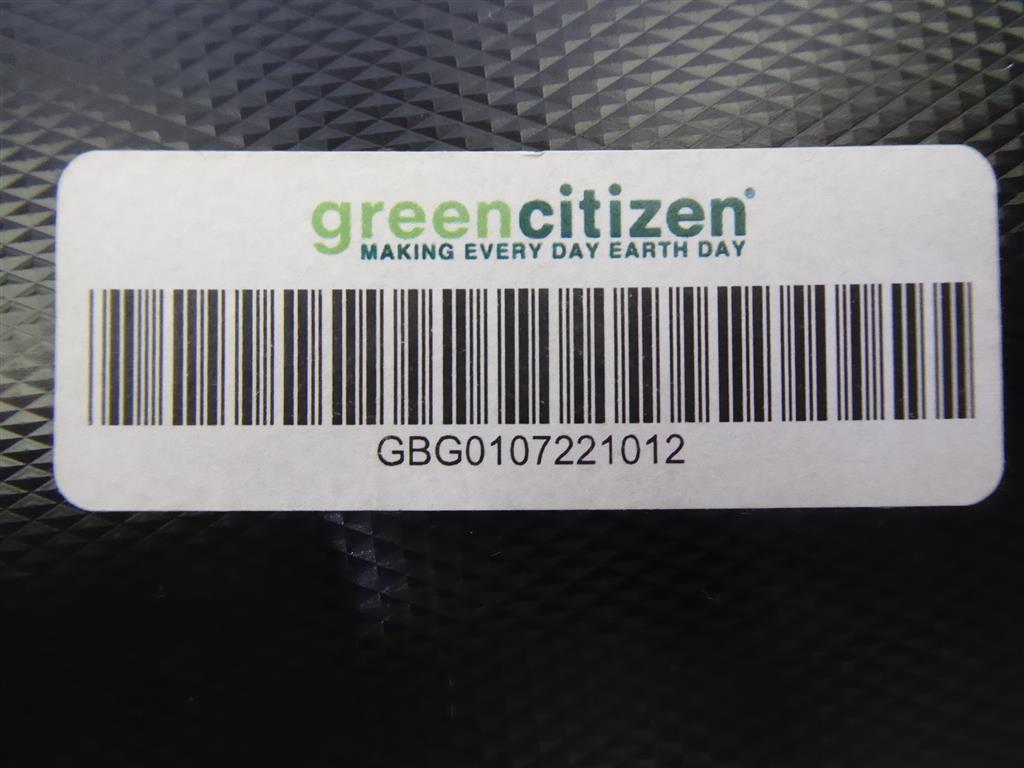 greencitizen®
MAKING EVERY DAY EARTH DAY
GBG0107221012